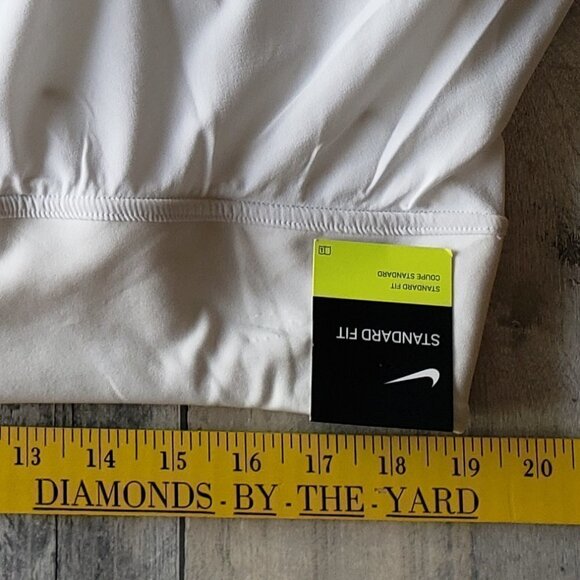 STANDARD FIT
COUPE STANDARD
STANDARD FIT
13 14 15 16 17 18 19 20
DIAMONDS - BY - THE - YARD